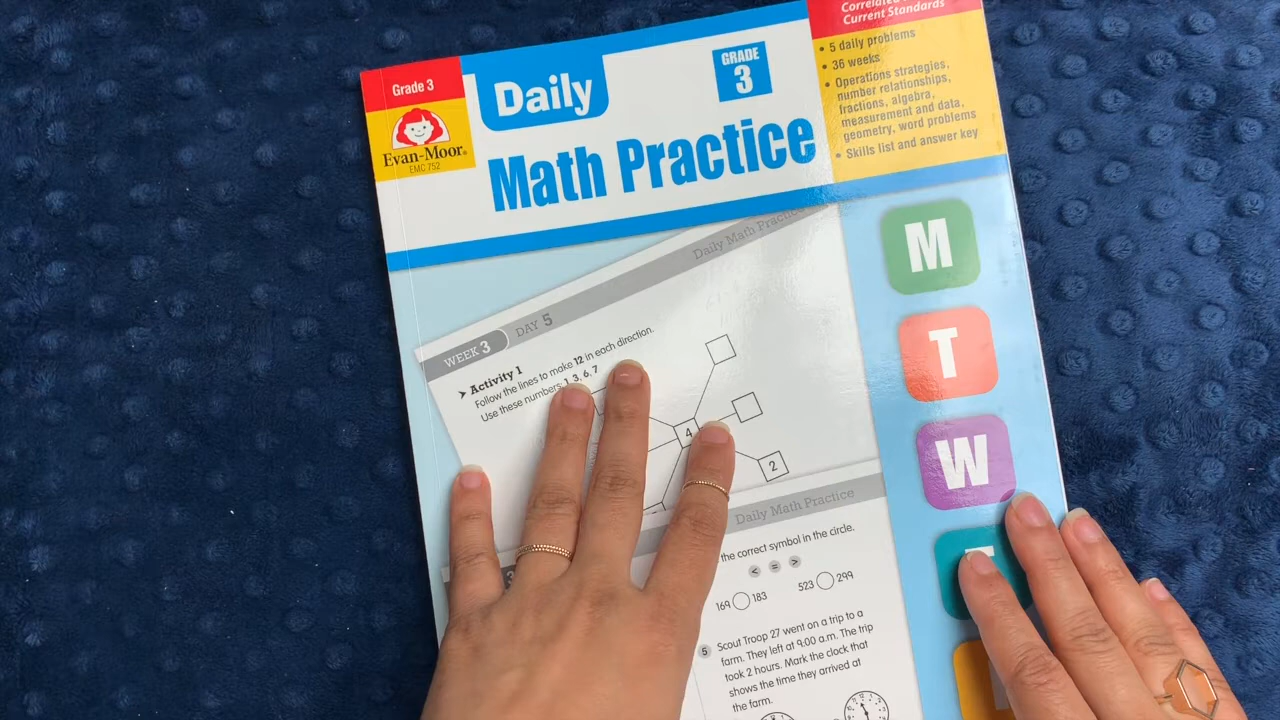 Grade 3
Evan-Moor®
EMC 752
Daily
Math Practice
GRADE
3
Current Standards
• 5 daily problems
• 36 weeks
• Operations strategies,
number relationships,
fractions, algebra,
measurement and data,
geometry, word problems
• Skills list and answer key
M
T
W
WEEK 3 DAY 5
Daily Math Practice
➤ Activity 1
Follow the lines to make 12 in each direction.
Use these numbers: 1, 3, 6, 7
4
2
Daily Math Practice
the correct symbol in the circle.
< = >
169 183
523 299
5 Scout Troop 27 went on a trip to a
farm. They left at 9:00 a.m. The trip
took 2 hours. Mark the clock that
shows the time they arrived at
the farm.